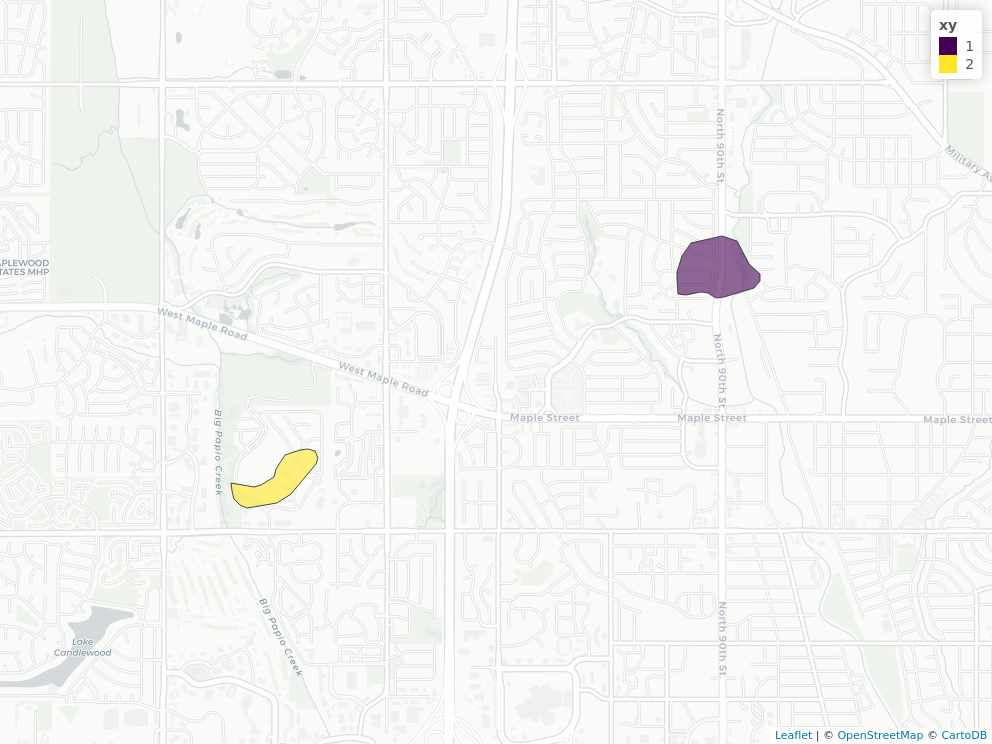 xy
1
2
North 90th St.
Military Av
APLEWOOD
TATES MHP
West Maple Road
West Maple Road
North 90th St.
Maple Street
Maple Street
Maple Street
Big Papio Creek
Big Papio Creek
North 90th St.
Lake
Candlewood
Leaflet | © OpenStreetMap © CartoDB